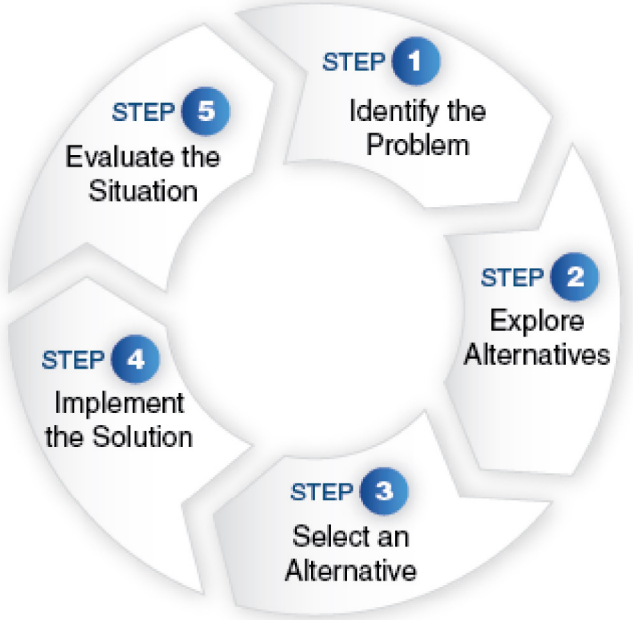 STEP 1
Identify the
Problem
STEP 2
Explore
Alternatives
STEP 3
Select an
Alternative
STEP 4
Implement
the Solution
STEP 5
Evaluate the
Situation